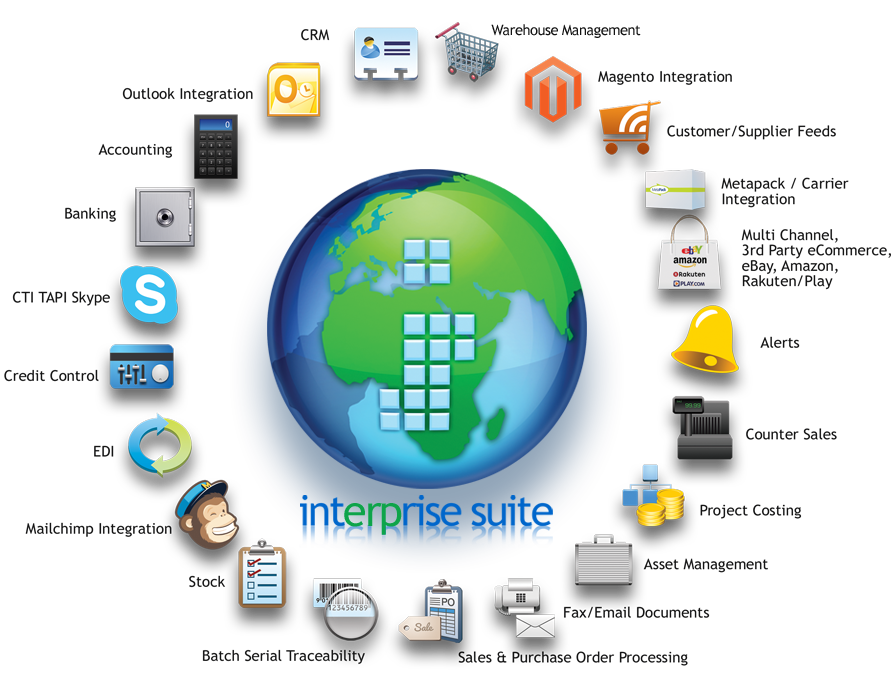 CRM
Warehouse Management
Outlook Integration
Magento Integration
0
Accounting
Customer/Supplier Feeds
Metapack / Carrier
Integration
Banking
Multi Channel,
3rd Party eCommerce,
eBay, Amazon,
Rakuten/Play
ebY
amazon
Rakuten
PLAY.COM
CTI TAPI Skype
S
Alerts
Credit Control
Counter Sales
EDI
interprise suite
Project Costing
Mailchimp Integration
Asset Management
Stock
123456789
PO
Sale
Fax/Email Documents
Batch Serial Traceability
Sales & Purchase Order Processing